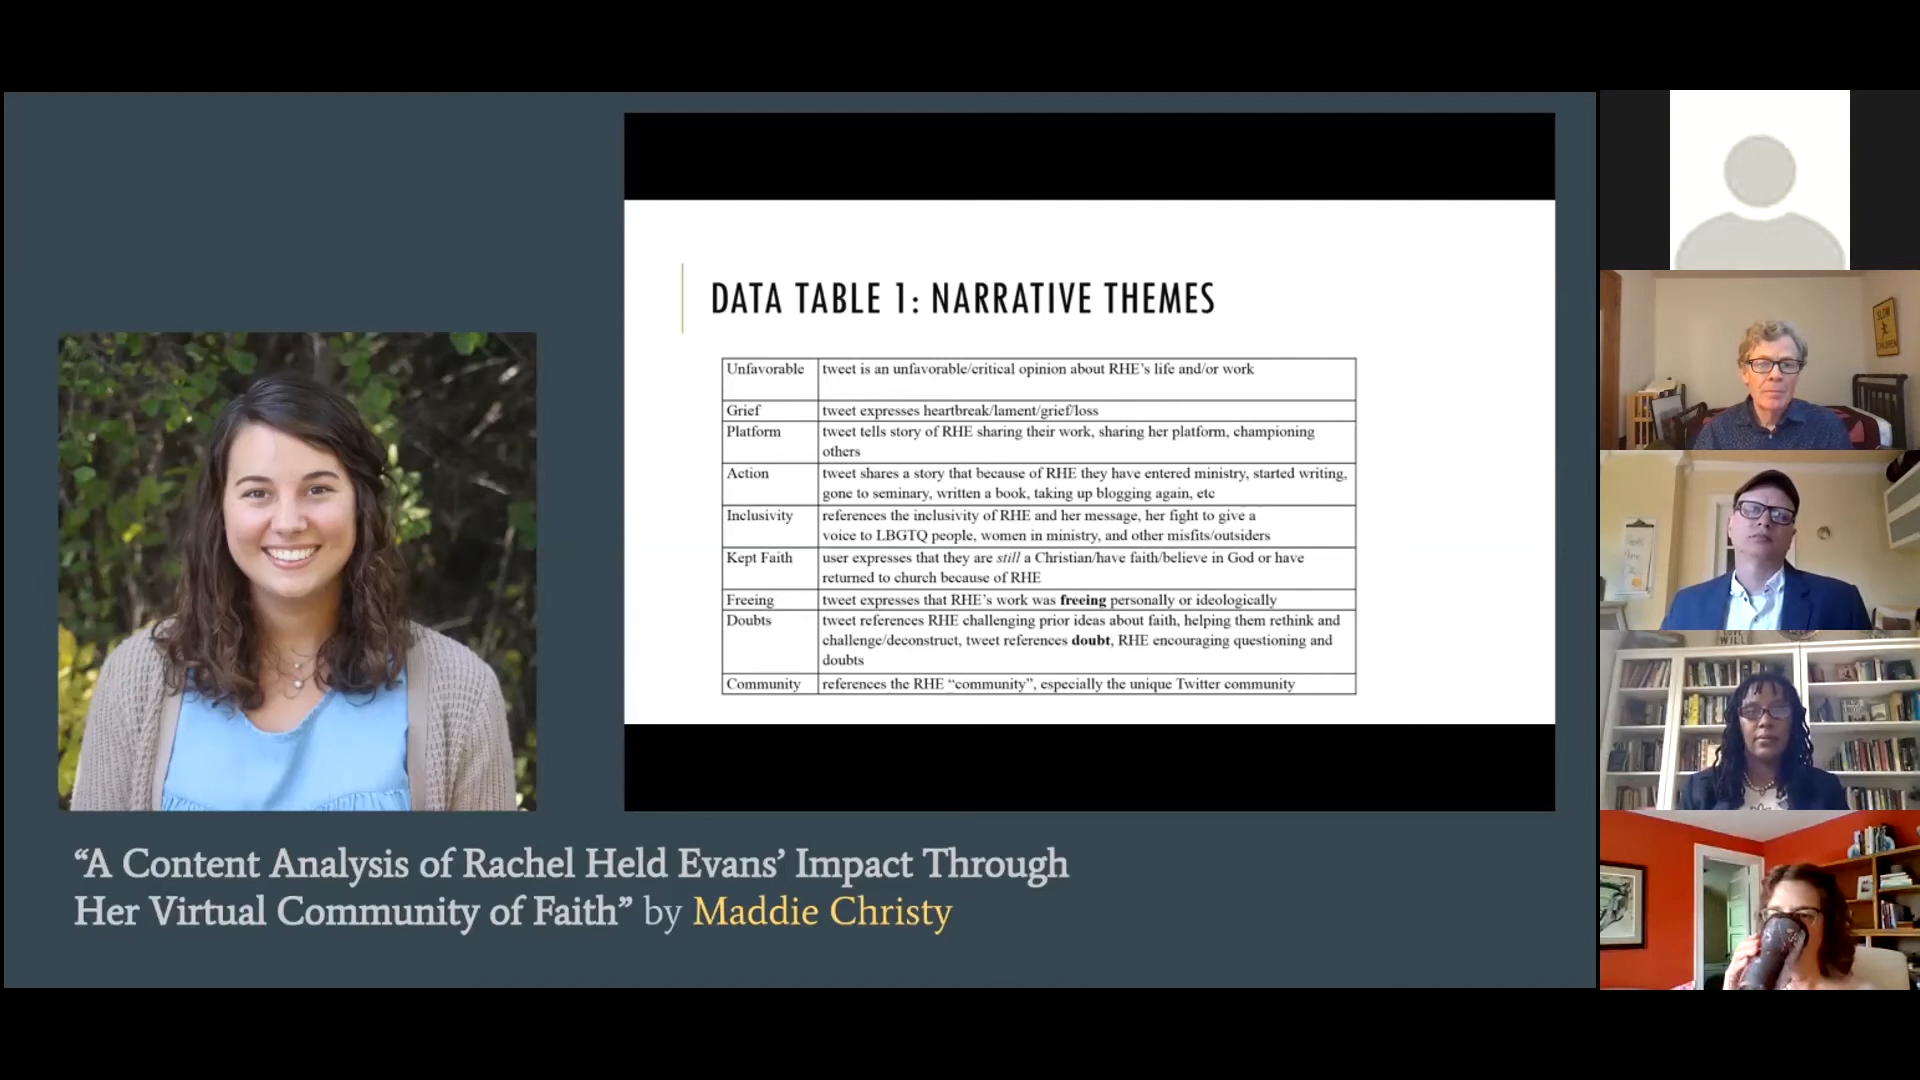 DATA TABLE 1: NARRATIVE THEMES
Unfavorable tweet is an unfavorable/critical opinion about RHE's life and/or work
Grief tweet expresses heartbreak/lament/grief/loss
Platform tweet tells story of RHE sharing their work, sharing her platform, championing
others
Action tweet shares a story that because of RHE they have entered ministry, started writing,
gone to seminary, written a book, taking up blogging again, etc
Inclusivity references the inclusivity of RHE and her message, her fight to give a
voice to LBGTQ people, women in ministry, and other misfits/outsiders
Kept Faith user expresses that they are still a Christian/have faith/believe in God or have
returned to church because of RHE
Freeing tweet expresses that RHE's work was freeing personally or ideologically
Doubts tweet references RHE challenging prior ideas about faith, helping them rethink and
challenge/deconstruct, tweet references doubt, RHE encouraging questioning and
doubts
Community references the RHE “community”, especially the unique Twitter community
“A Content Analysis of Rachel Held Evans’ Impact Through
Her Virtual Community of Faith” by Maddie Christy
SLOW
CHILDREN
WILL